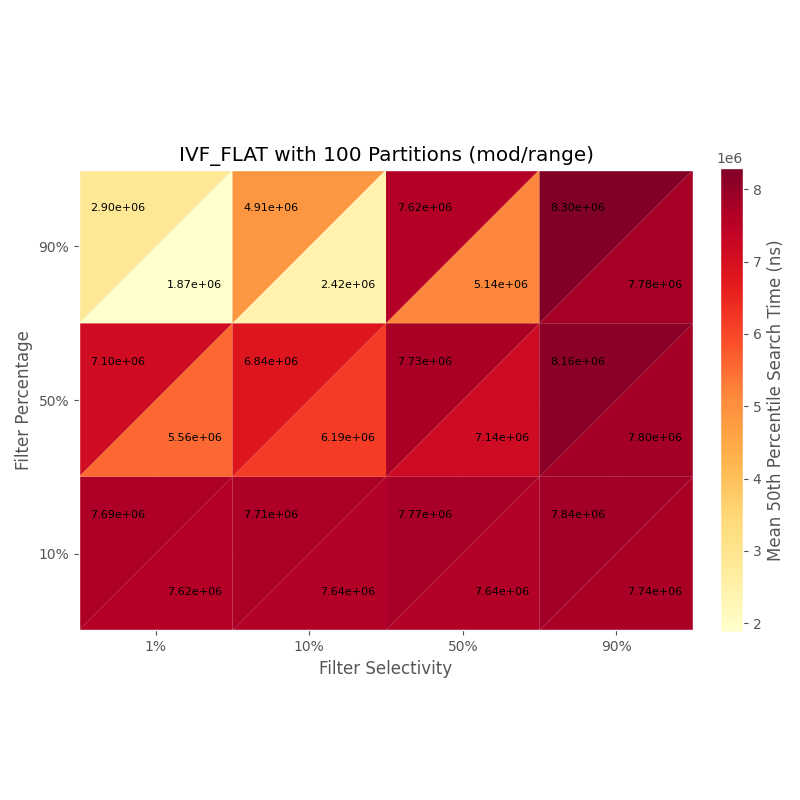 IVF_FLAT with 100 Partitions (mod/range)
1e6
2.90e+06 4.91e+06 7.62e+06 8.30e+06
90%
1.87e+06 2.42e+06 5.14e+06 7.78e+06
7.10e+06 6.84e+06 7.73e+06 8.16e+06
50%
5.56e+06 6.19e+06 7.14e+06 7.80e+06
7.69e+06 7.71e+06 7.77e+06 7.84e+06
10%
7.62e+06 7.64e+06 7.64e+06 7.74e+06
1% 10% 50% 90%
Filter Selectivity
Filter Percentage
8
7
6
5
4
3
2
Mean 50th Percentile Search Time (ns)